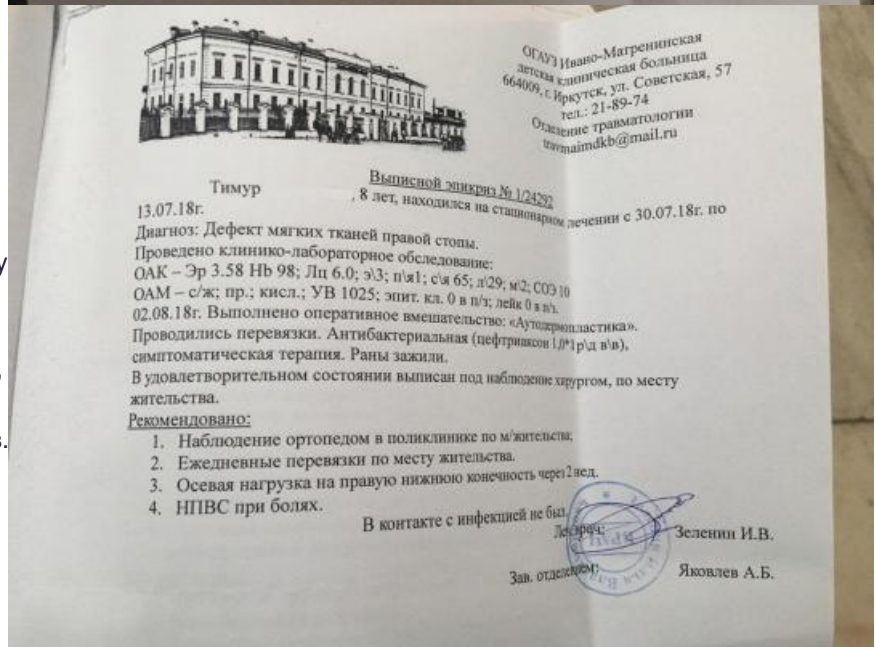 ОГАУЗ Ивано-Матренинская
детская клиническая больница
664009, г. Иркутск, ул. Советская, 57
тел.: 21-89-74
Отделение травматологии
travmaimdkb@mail.ru
Выписной эпикриз № 1/24292
Тимур , 8 лет, находился на стационарном лечении с 30.07.18г. по
13.07.18г.
Диагноз: Дефект мягких тканей правой стопы.
Проведено клинико-лабораторное обследование:
ОАК – Эр 3.58 Hb 98; Лц 6.0; э\3; п\я1; с\я 65; л\29; м\2; СОЭ 10
ОАМ – с/ж; пр.; кисл.; УВ 1025; эпит. кл. 0 в п/з; лейк 0 в п/з.
02.08.18г. Выполнено оперативное вмешательство: «Аутодермопластика».
Проводились перевязки. Антибактериальная (цефтриаксон 1,0*1р\д в\в),
симптоматическая терапия. Раны зажили.
В удовлетворительном состоянии выписан под наблюдение хирургом, по месту
жительства.
Рекомендовано:
1. Наблюдение ортопедом в поликлинике по м/жительства;
2. Ежедневные перевязки по месту жительства.
3. Осевая нагрузка на правую нижнюю конечность через 2 нед.
4. НПВС при болях.
В контакте с инфекцией не был.
Леч.врач: Зеленин И.В.
ВРАЧ
Зав. отделением: Яковлев А.Б.